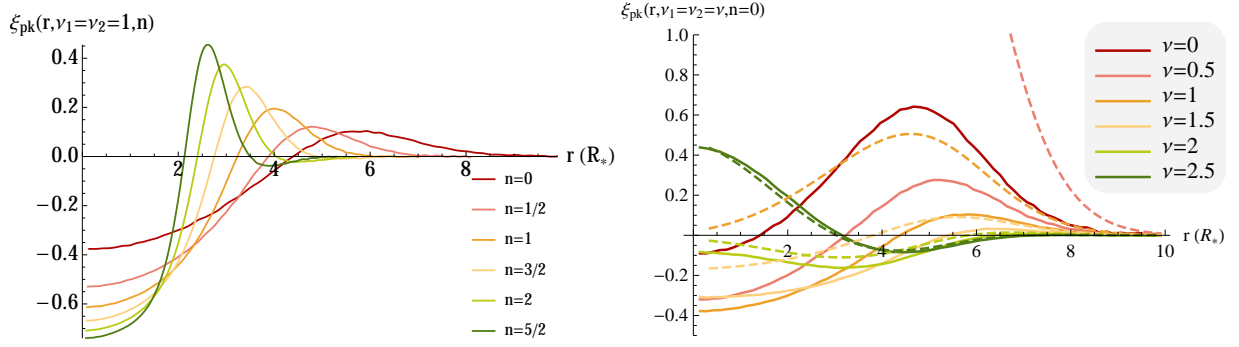 ξpk(r,ν1=ν2=1,n)
0.4
0.2
0.0
−0.2
−0.4
−0.6
2
4
6
8
r (R*)
n=0
n=1/2
n=1
n=3/2
n=2
n=5/2
ξpk(r,ν1=ν2=ν,n=0)
1.0
0.8
0.6
0.4
0.2
-0.2
-0.4
2
4
6
8
10
r (R*)
ν=0
ν=0.5
ν=1
ν=1.5
ν=2
ν=2.5